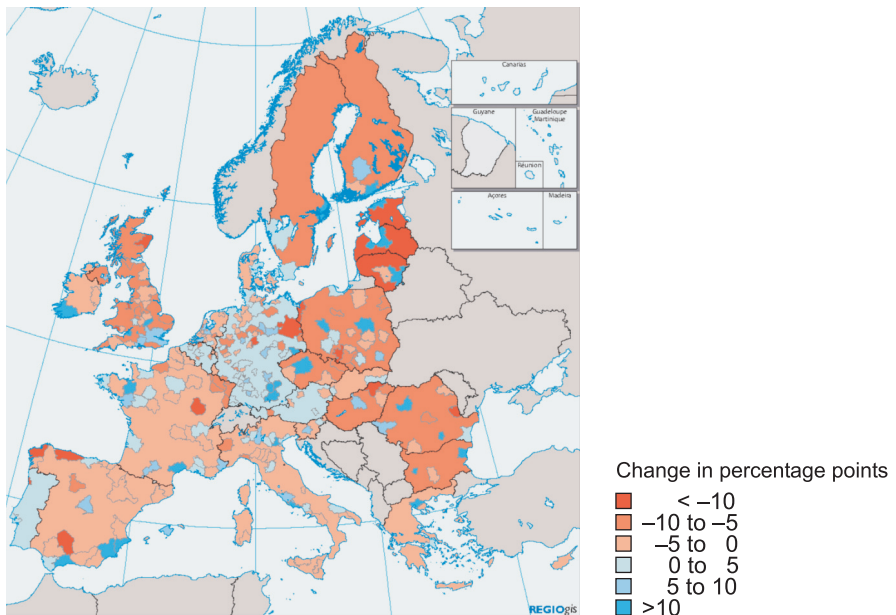 Canarias
Guyane
Guadeloupe
Martinique
Réunion
Açores
Madeira
REGIOgis
Change in percentage points
< –10
–10 to –5
–5 to 0
0 to 5
5 to 10
>10